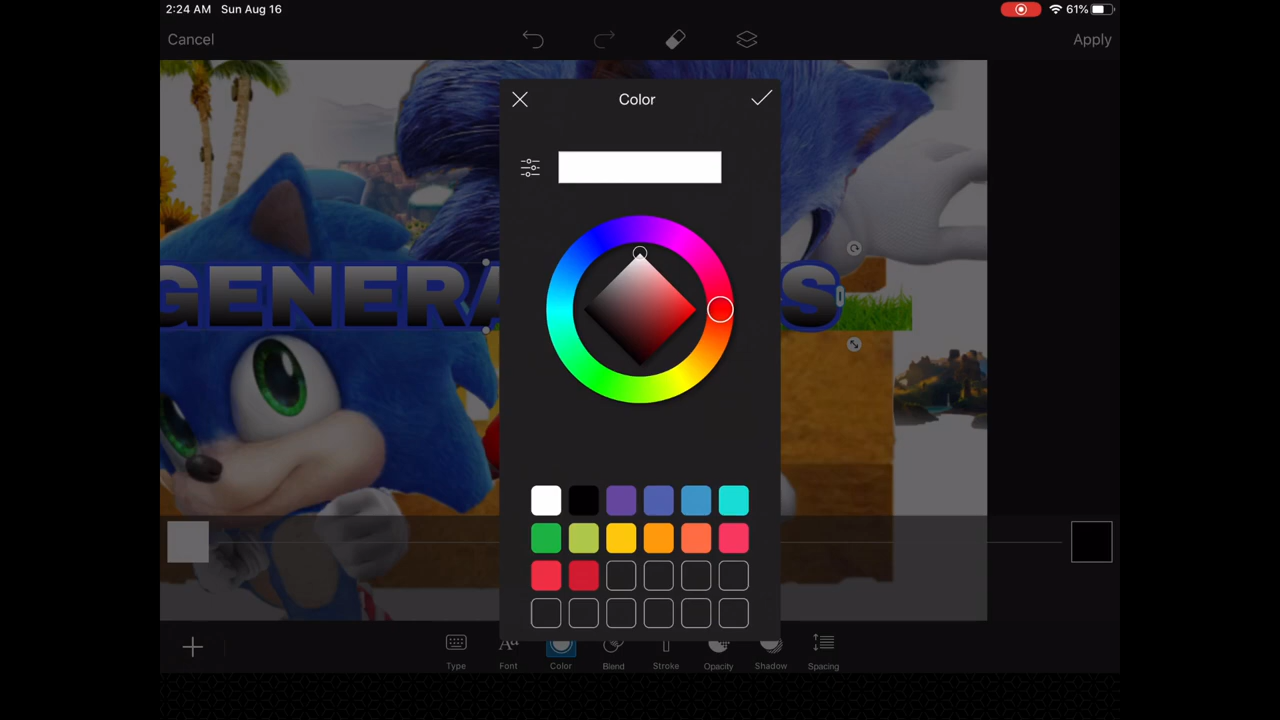 2:24 AM Sun Aug 16
61%
Cancel
Apply
Color
GENERA
S
Type
Font
Color
Blend
Stroke
Opacity
Shadow
Spacing